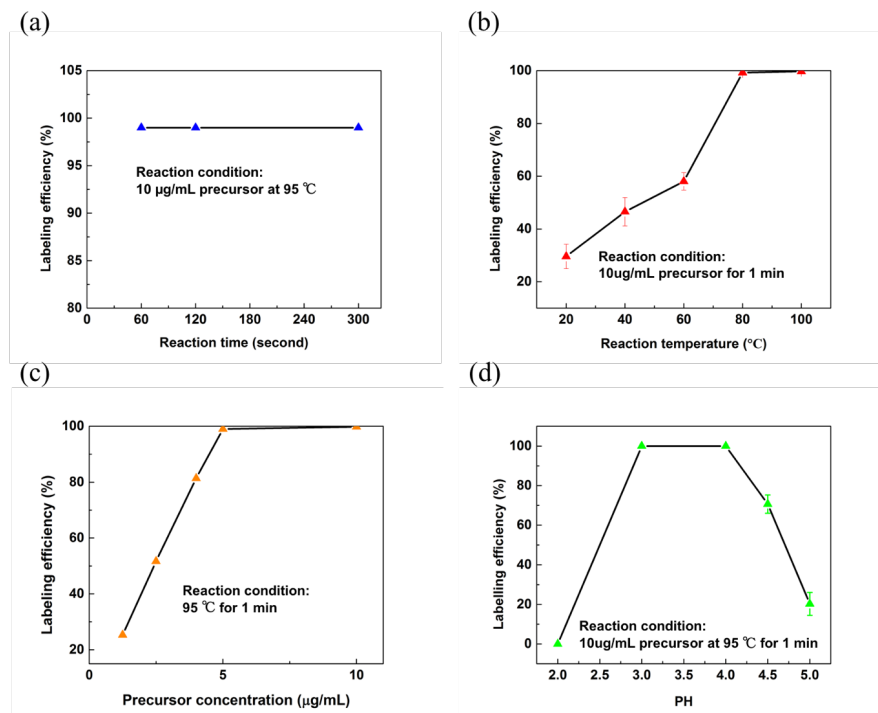 (a)
105
100
95
90
85
80
0
60
120
180
240
300
Labeling efficiency (%)
Reaction condition:
10 μg/mL precursor at 95 ℃
Reaction time (second)
(b)
100
80
60
40
20
20
40
60
80
100
Labeling efficiency (%)
Reaction condition:
10ug/mL precursor for 1 min
Reaction temperature (°C)
(c)
100
80
60
40
20
0
5
10
Labeling efficiency (%)
Reaction condition:
95 ℃ for 1 min
Precursor concentration (μg/mL)
(d)
100
80
60
40
20
0
2.0
2.5
3.0
3.5
4.0
4.5
5.0
Labelling efficiency (%)
Reaction condition:
10ug/mL precursor at 95 ℃ for 1 min
PH